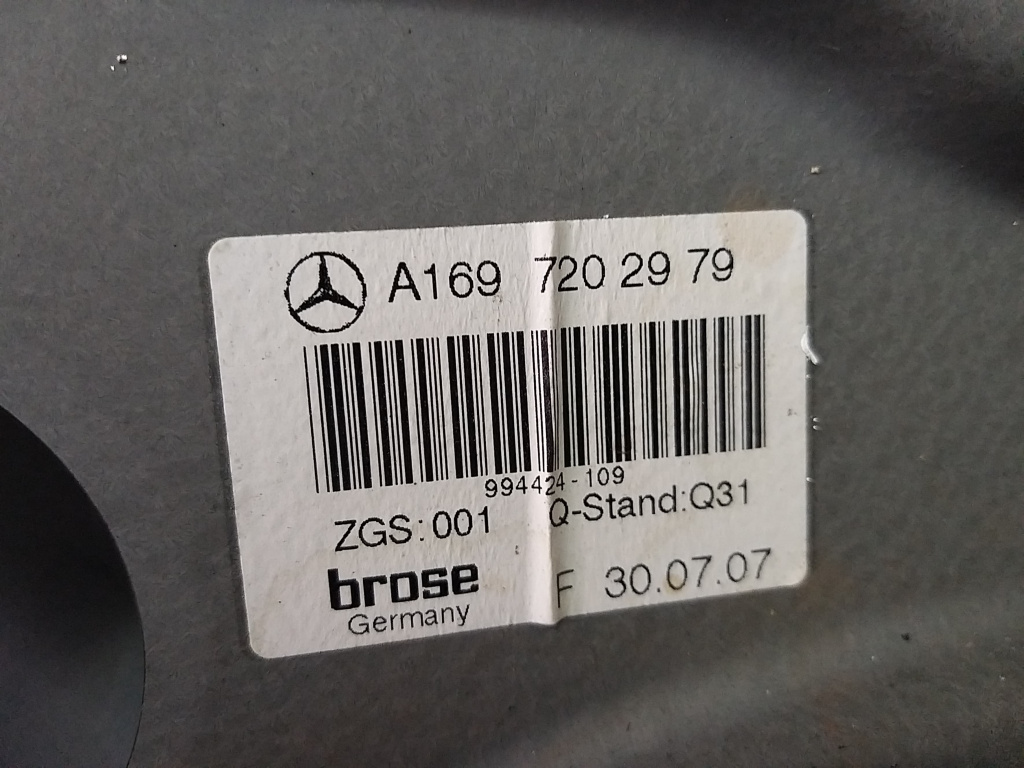 A169 720 29 79
994424-109
ZGS:001 Q-Stand:Q31
brose F 30.07.07
Germany